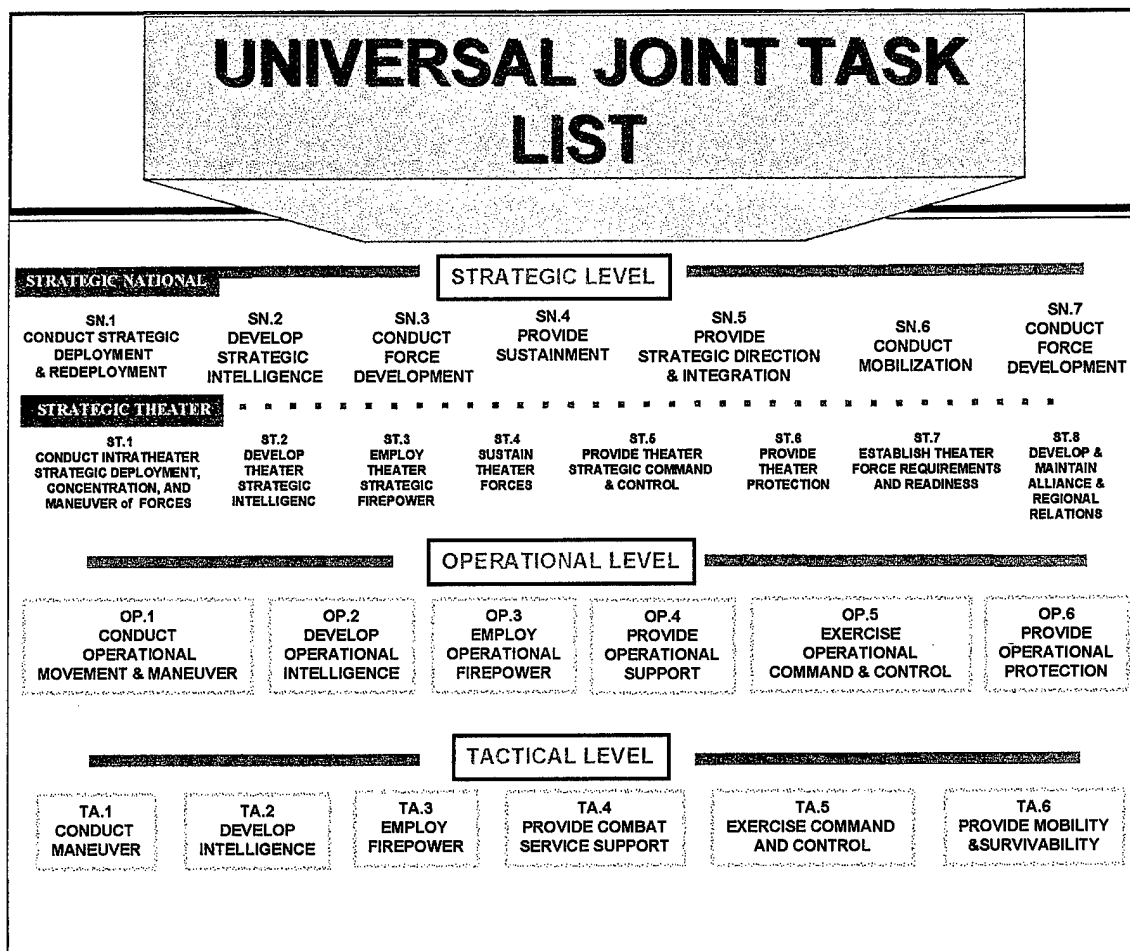 UNIVERSAL JOINT TASK
LIST
STRATEGIC NATIONAL
STRATEGIC LEVEL
SN.1
CONDUCT STRATEGIC
DEPLOYMENT
& REDEPLOYMENT
SN.2
DEVELOP
STRATEGIC
INTELLIGENCE
SN.3
CONDUCT
FORCE
DEVELOPMENT
SN.4
PROVIDE
SUSTAINMENT
SN.5
PROVIDE
STRATEGIC DIRECTION
& INTEGRATION
SN.6
CONDUCT
MOBILIZATION
SN.7
CONDUCT
FORCE
DEVELOPMENT
STRATEGIC THEATER
ST.1
CONDUCT INTRATHEATER
STRATEGIC DEPLOYMENT,
CONCENTRATION, AND
MANEUVER of FORCES
ST.2
DEVELOP
THEATER
STRATEGIC
INTELLIGENC
ST.3
EMPLOY
THEATER
STRATEGIC
FIREPOWER
ST.4
SUSTAIN
THEATER
FORCES
ST.5
PROVIDE THEATER
STRATEGIC COMMAND
& CONTROL
ST.6
PROVIDE
THEATER
PROTECTION
ST.7
ESTABLISH THEATER
FORCE REQUIREMENTS
AND READINESS
ST.8
DEVELOP &
MAINTAIN
ALLIANCE &
REGIONAL
RELATIONS
OPERATIONAL LEVEL
OP.1
CONDUCT
OPERATIONAL
MOVEMENT & MANEUVER
OP.2
DEVELOP
OPERATIONAL
INTELLIGENCE
OP.3
EMPLOY
OPERATIONAL
FIREPOWER
OP.4
PROVIDE
OPERATIONAL
SUPPORT
OP.5
EXERCISE
OPERATIONAL
COMMAND & CONTROL
OP.6
PROVIDE
OPERATIONAL
PROTECTION
TACTICAL LEVEL
TA.1
CONDUCT
MANEUVER
TA.2
DEVELOP
INTELLIGENCE
TA.3
EMPLOY
FIREPOWER
TA.4
PROVIDE COMBAT
SERVICE SUPPORT
TA.5
EXERCISE COMMAND
AND CONTROL
TA.6
PROVIDE MOBILITY
&SURVIVABILITY